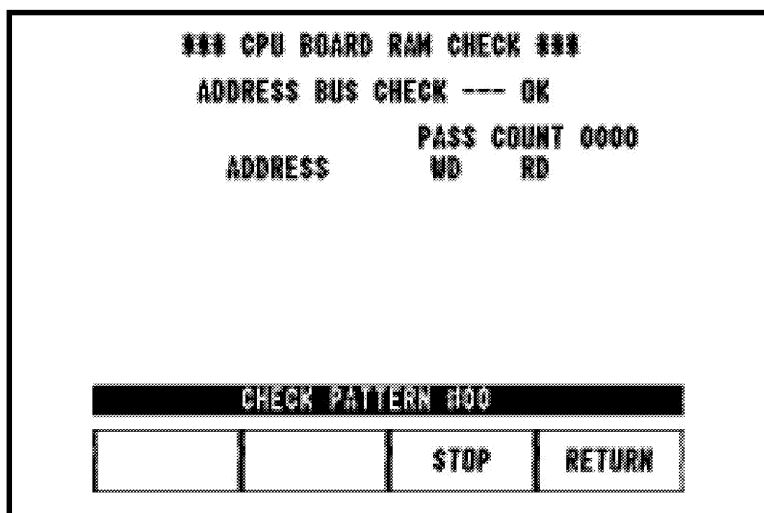 *** CPU BOARD RAM CHECK ***
ADDRESS BUS CHECK --- OK
PASS COUNT 0000
ADDRESS WD RD
CHECK PATTERN #00
STOP RETURN